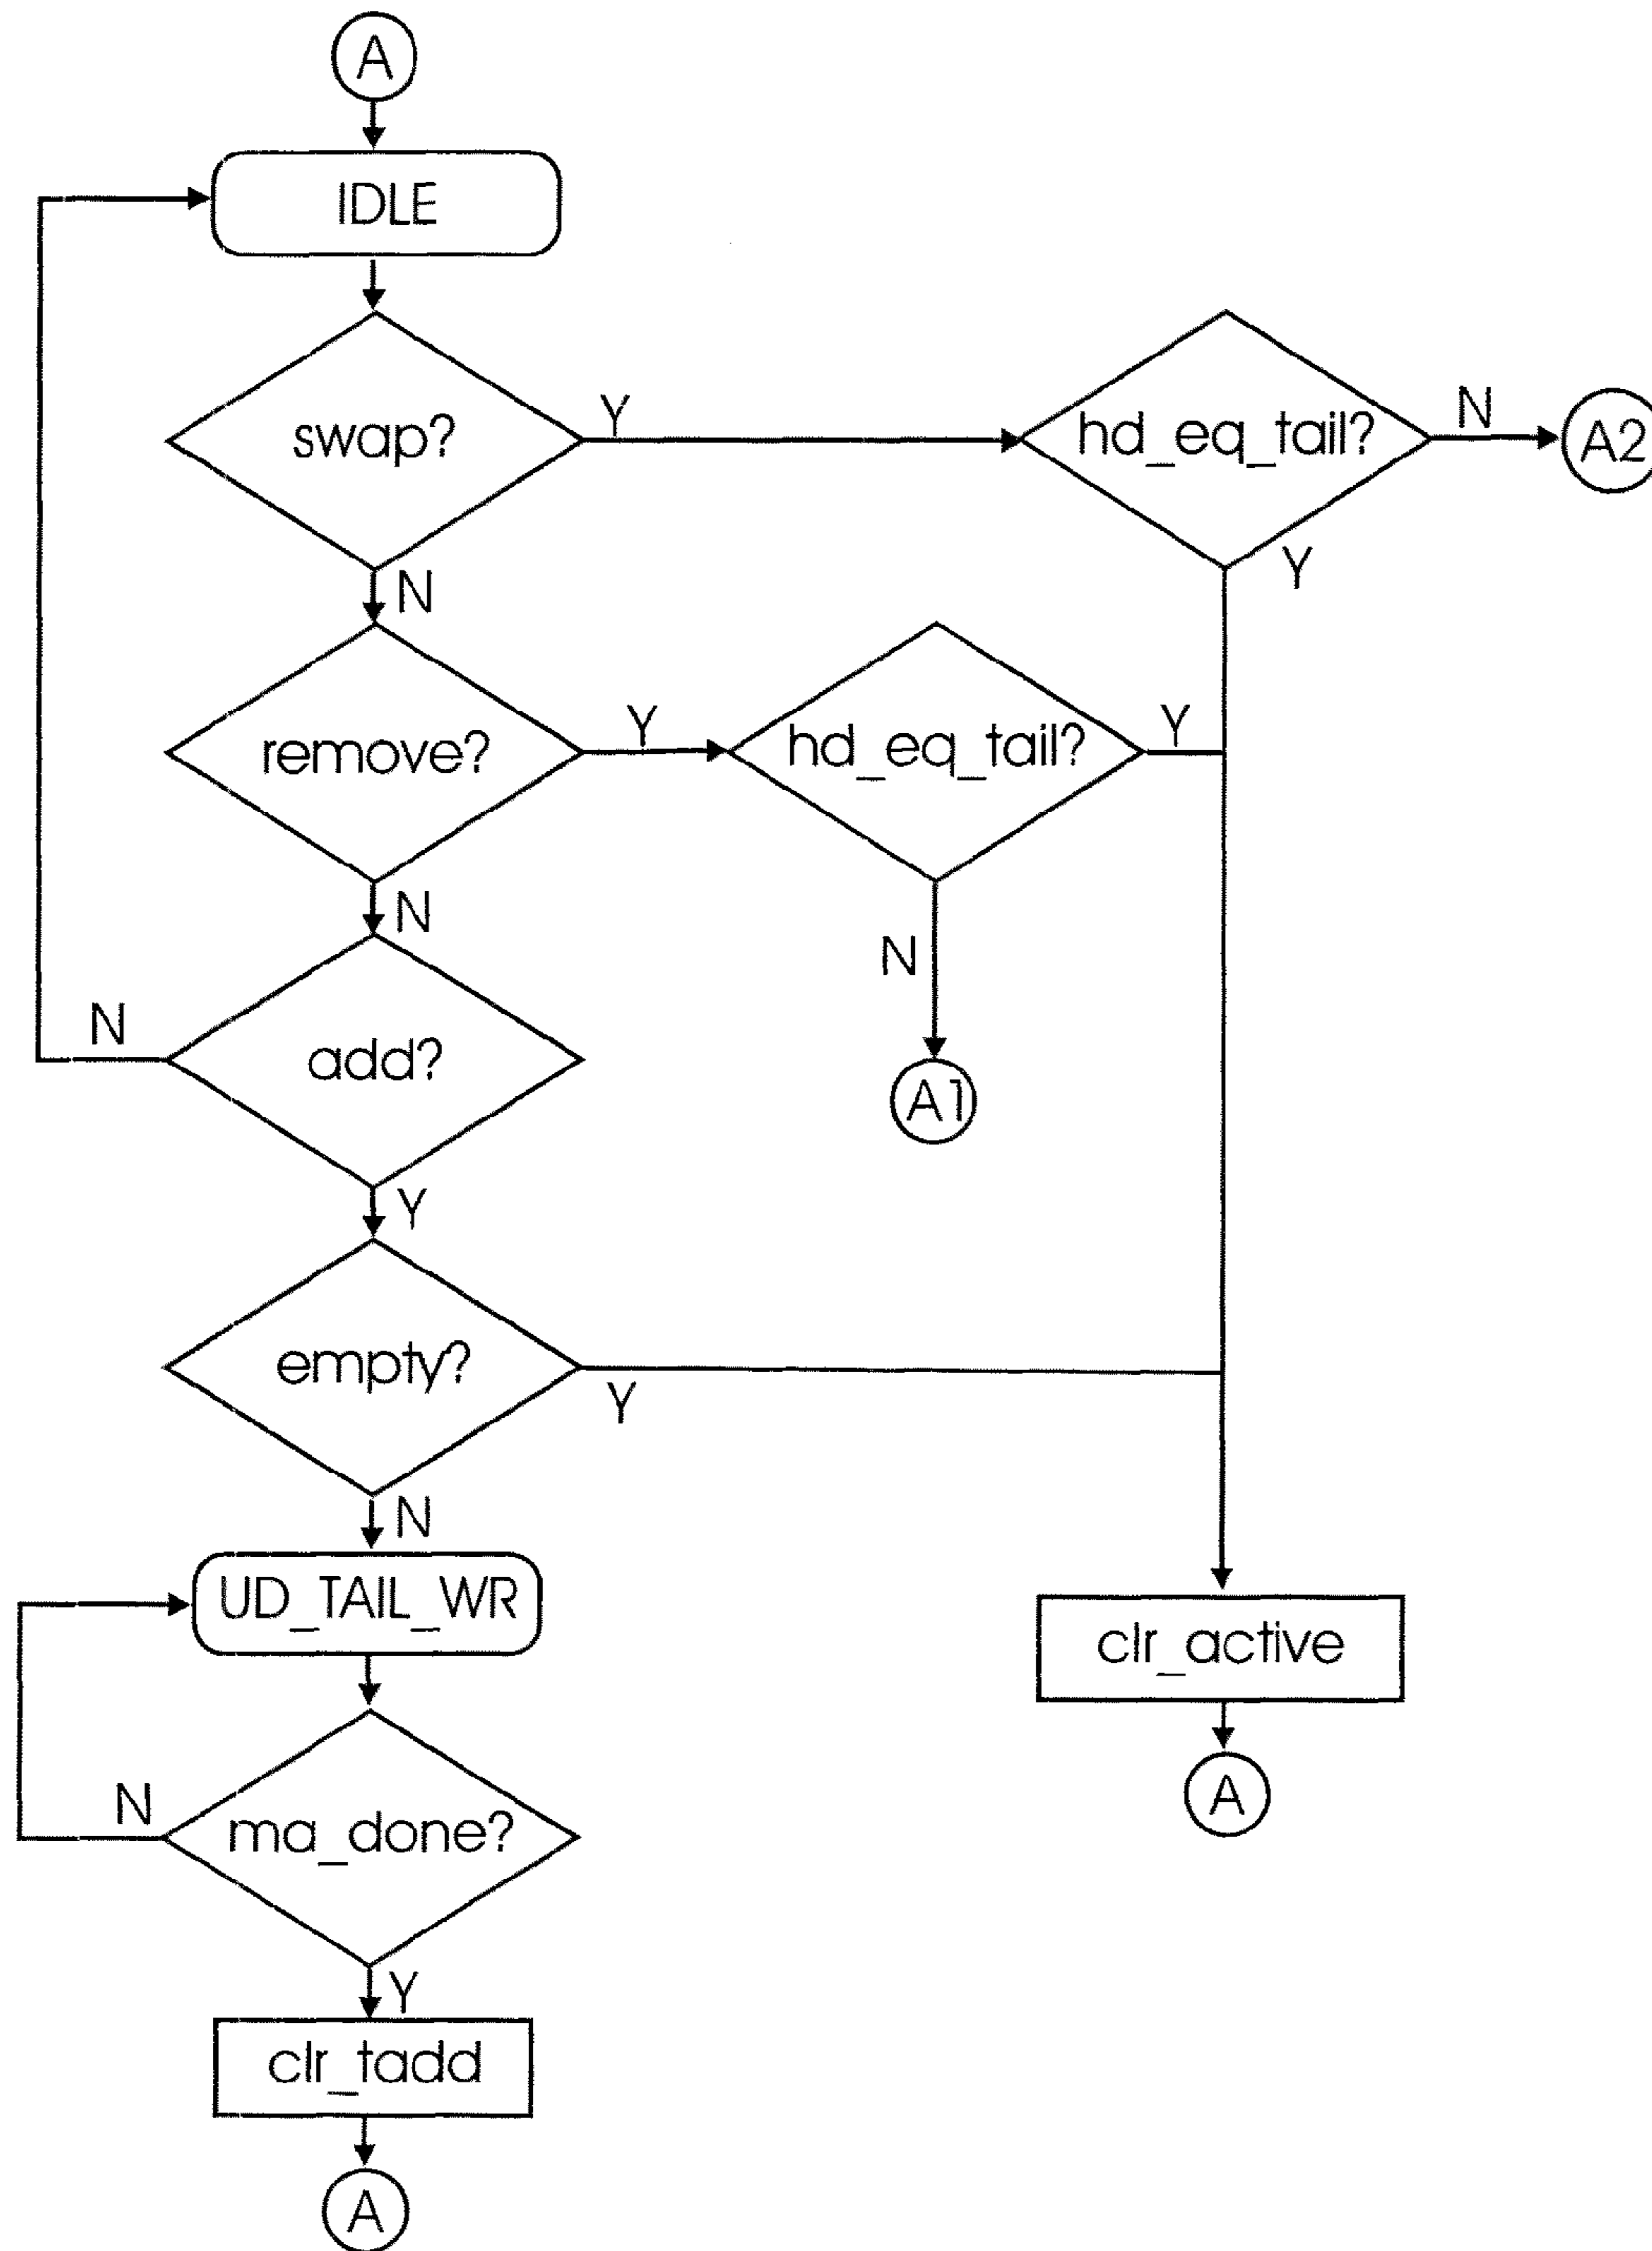 A
IDLE
swap?
Y
hd_eq_tail?
N
A2
N
Y
remove?
Y
hd_eq_tail?
Y
N
N
add?
N
A1
Y
empty?
Y
N
UD_TAIL_WR
clr_active
N
ma_done?
A
Y
clr_tadd
A